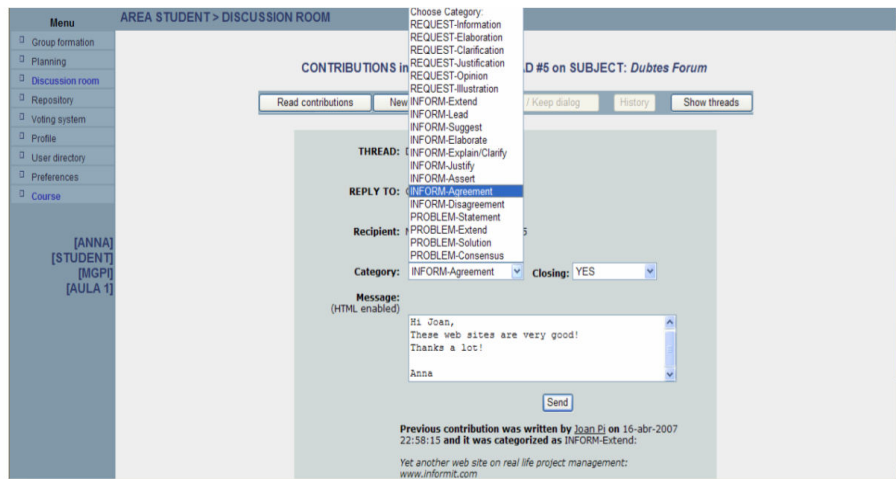 Menu
Group formation
Planning
Discussion room
Repository
Voting system
Profile
User directory
Preferences
Course
[ANNA]
[STUDENT]
[MGPI]
[AULA 1]
AREA STUDENT > DISCUSSION ROOM
CONTRIBUTIONS in AD #5 on SUBJECT: Dubtes Forum
Read contributions New / Keep dialog History Show threads
THREAD:
REPLY TO:
Recipient: 5
Choose Category:
REQUEST-Information
REQUEST-Elaboration
REQUEST-Clarification
REQUEST-Justification
REQUEST-Opinion
REQUEST-Illustration
INFORM-Extend
INFORM-Lead
INFORM-Suggest
INFORM-Elaborate
INFORM-Explain/Clarify
INFORM-Justify
INFORM-Assert
INFORM-Agreement
INFORM-Disagreement
PROBLEM-Statement
PROBLEM-Extend
PROBLEM-Solution
PROBLEM-Consensus
Category: INFORM-Agreement Closing: YES
Message:
(HTML enabled)
Hi Joan,
These web sites are very good!
Thanks a lot!
Anna
Send
Previous contribution was written by Joan Pi on 16-abr-2007
22:58:15 and it was categorized as INFORM-Extend:
Yet another web site on real life project management:
www.informit.com